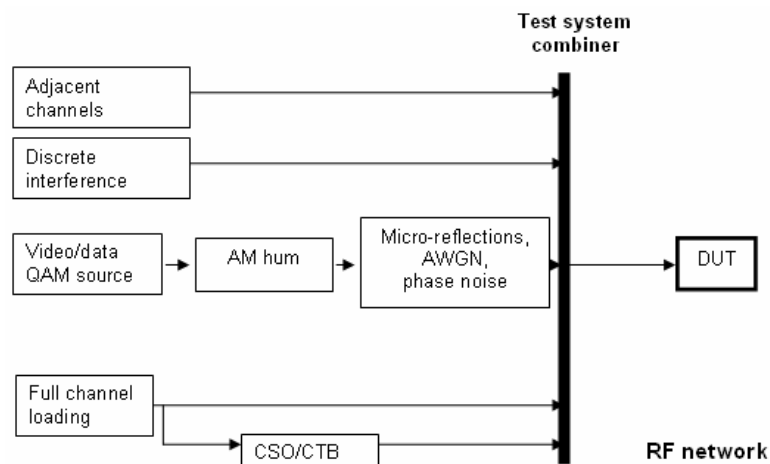 Test system
combiner
Adjacent
channels
Discrete
interference
Video/data
QAM source
AM hum
Micro-reflections,
AWGN,
phase noise
DUT
Full channel
loading
CSO/CTB
RF network